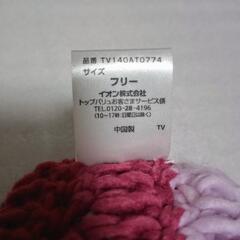 品番 TV140AT0774
サイズ
フリー
イオン株式会社
トップバリュお客さまサービス係
TEL.0120-28-4196
(10〜17時:日曜日以外)
中国製 TV